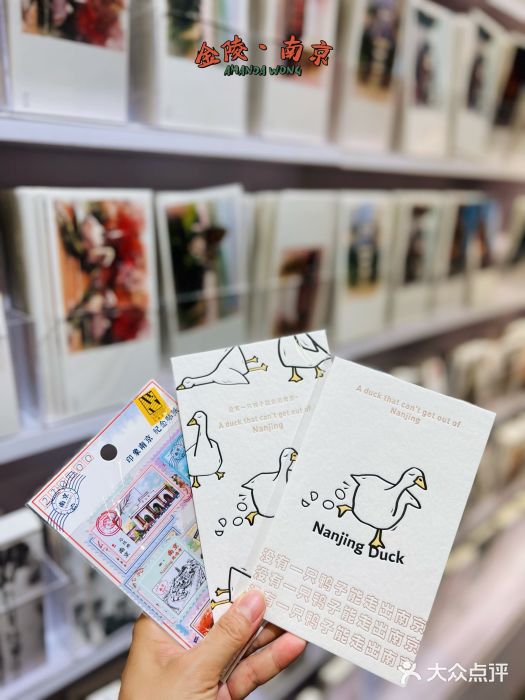 金陵·南京
AMANDA WONG
印象南京 纪念
没有一只鸭子能走出南京
A duck that can't get out of
Nanjing
A duck that can't get out of
Nanjing
Nanjing Duck
没有一只鸭子能走出南京
没有一只鸭子能走出南京
有一只鸭子能走出南京
大众点评